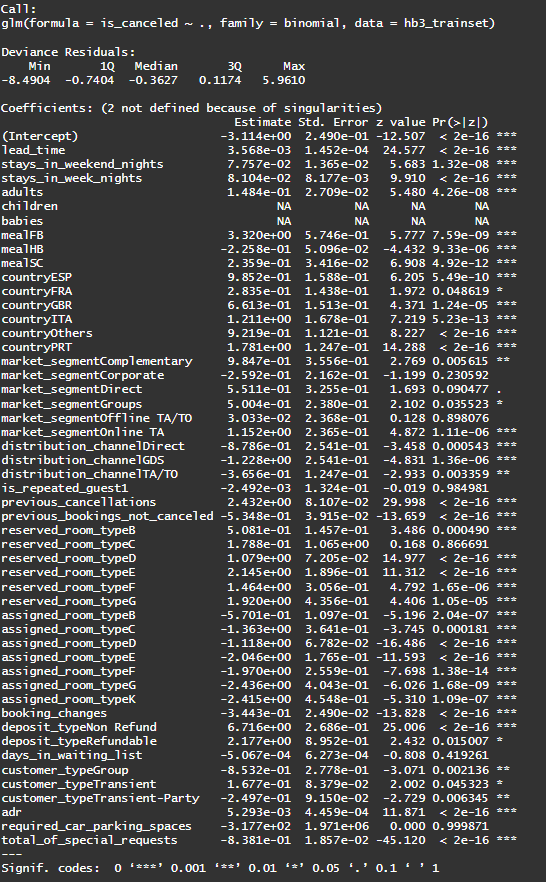 Call:
glm(formula = is_canceled ~ ., family = binomial, data = hb3_trainset)
Deviance Residuals:
Min 1Q Median 3Q Max
-8.4904 -0.7404 -0.3627 0.1174 5.9610
Coefficients: (2 not defined because of singularities)
Estimate Std. Error z value Pr(>|z|)
(Intercept) -3.114e+00 2.490e-01 -12.507 < 2e-16 ***
lead_time 3.568e-03 1.452e-04 24.577 < 2e-16 ***
stays_in_weekend_nights 7.757e-02 1.365e-02 5.683 1.32e-08 ***
stays_in_week_nights 8.104e-02 8.177e-03 9.910 < 2e-16 ***
adults 1.484e-01 2.709e-02 5.480 4.26e-08 ***
children NA NA NA NA
babies NA NA NA NA
mealFB 3.320e+00 5.746e-01 5.777 7.59e-09 ***
mealHB -2.258e-01 5.096e-02 -4.432 9.33e-06 ***
mealSC 2.359e-01 3.416e-02 6.908 4.92e-12 ***
countryESP 9.852e-01 1.588e-01 6.205 5.49e-10 ***
countryFRA 2.835e-01 1.438e-01 1.972 0.048619 *
countryGBR 6.613e-01 1.513e-01 4.371 1.24e-05 ***
countryITA 1.211e+00 1.678e-01 7.219 5.23e-13 ***
countryOthers 9.219e-01 1.121e-01 8.227 < 2e-16 ***
countryPRT 1.781e+00 1.247e-01 14.288 < 2e-16 ***
market_segmentComplementary 9.847e-01 3.556e-01 2.769 0.005615 **
market_segmentCorporate -2.592e-01 2.162e-01 -1.199 0.230592
market_segmentDirect 5.511e-01 3.255e-01 1.693 0.090477 .
market_segmentGroups 5.004e-01 2.380e-01 2.102 0.035523 *
market_segmentOffline TA/TO 3.033e-02 2.368e-01 0.128 0.898076
market_segmentOnline TA 1.152e+00 2.365e-01 4.872 1.11e-06 ***
distribution_channelDirect -8.786e-01 2.541e-01 -3.458 0.000543 ***
distribution_channelGDS -1.228e+00 2.541e-01 -4.831 1.36e-06 ***
distribution_channelTA/TO -3.656e-01 1.247e-01 -2.933 0.003359 **
is_repeated_guest1 -2.492e-03 1.324e-01 -0.019 0.984981
previous_cancellations 2.432e+00 8.107e-02 29.998 < 2e-16 ***
previous_bookings_not_canceled -5.348e-01 3.915e-02 -13.659 < 2e-16 ***
reserved_room_typeB 5.081e-01 1.457e-01 3.486 0.000490 ***
reserved_room_typeC 1.788e-01 1.065e+00 0.168 0.866691
reserved_room_typeD 1.079e+00 7.205e-02 14.977 < 2e-16 ***
reserved_room_typeE 2.145e+00 1.896e-01 11.312 < 2e-16 ***
reserved_room_typeF 1.464e+00 3.056e-01 4.792 1.65e-06 ***
reserved_room_typeG 1.920e+00 4.356e-01 4.406 1.05e-05 ***
assigned_room_typeB -5.701e-01 1.097e-01 -5.196 2.04e-07 ***
assigned_room_typeC -1.363e+00 3.641e-01 -3.745 0.000181 ***
assigned_room_typeD -1.118e+00 6.782e-02 -16.486 < 2e-16 ***
assigned_room_typeE -2.046e+00 1.765e-01 -11.593 < 2e-16 ***
assigned_room_typeF -1.970e+00 2.559e-01 -7.698 1.38e-14 ***
assigned_room_typeG -2.436e+00 4.043e-01 -6.026 1.68e-09 ***
assigned_room_typeK -2.415e+00 4.548e-01 -5.310 1.09e-07 ***
booking_changes -3.443e-01 2.490e-02 -13.828 < 2e-16 ***
deposit_typeNon Refund 6.716e+00 2.686e-01 25.006 < 2e-16 ***
deposit_typeRefundable 2.177e+00 8.952e-01 2.432 0.015007 *
days_in_waiting_list -5.067e-04 6.273e-04 -0.808 0.419261
customer_typeGroup -8.532e-01 2.778e-01 -3.071 0.002136 **
customer_typeTransient 1.677e-01 8.379e-02 2.002 0.045323 *
customer_typeTransient-Party -2.497e-01 9.150e-02 -2.729 0.006345 **
adr 5.293e-03 4.459e-04 11.871 < 2e-16 ***
required_car_parking_spaces -3.177e+02 1.971e+06 0.000 0.999871
total_of_special_requests -8.381e-01 1.857e-02 -45.120 < 2e-16 ***
---
Signif. codes: 0 ‘***’ 0.001 ‘**’ 0.01 ‘*’ 0.05 ‘.’ 0.1 ‘ ’ 1